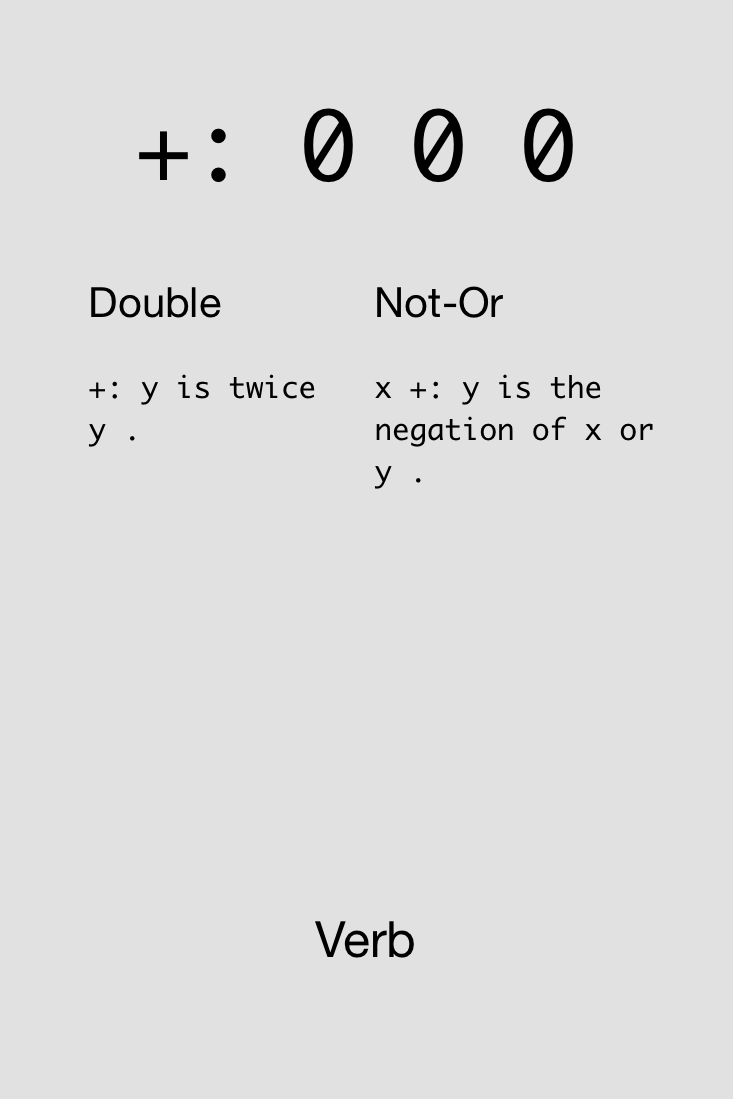 +: 0 0 0
Double
+: y is twice
y .
Not-Or
x +: y is the
negation of x or
y .
Verb